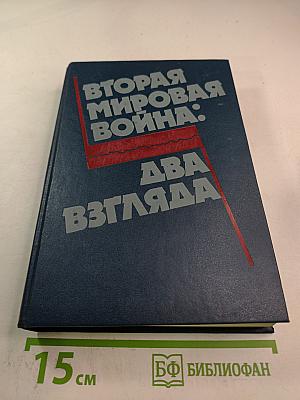 ВТОРАЯ
МИРОВАЯ
ВОЙНА:
ДВА
ВЗГЛЯДА
15 см
БФ БИБЛИОФАН